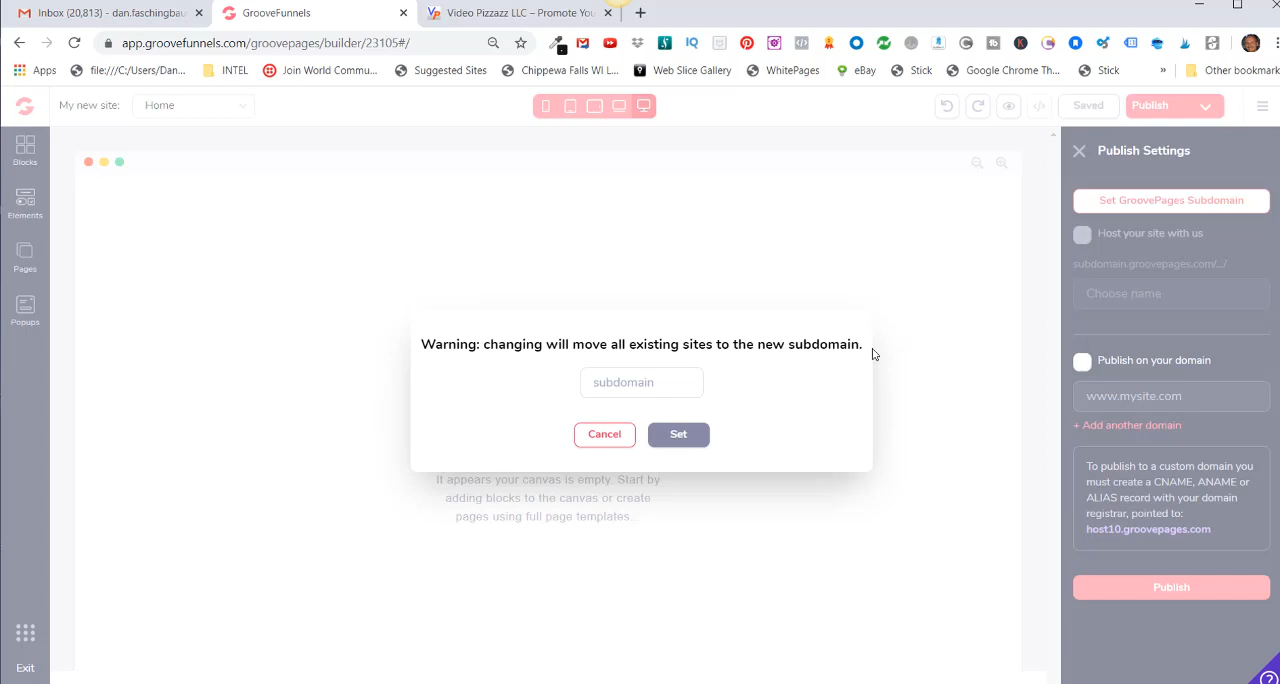 Inbox (20,813) - dan.faschingbau
GrooveFunnels
Video Pizzazz LLC – Promote You
app.groovefunnels.com/groovepages/builder/23105#/
Apps
file:///C:/Users/Dan...
INTEL
Join World Commu...
Suggested Sites
Chippewa Falls WI L...
Web Slice Gallery
WhitePages
eBay
Stick
Google Chrome Th...
Stick
»
Other bookmark
My new site:
Home
Saved
Publish
Blocks
Elements
Pages
Popups
Exit
Warning: changing will move all existing sites to the new subdomain.
subdomain
Cancel
Set
It appears your canvas is empty. Start by
adding blocks to the canvas or create
pages using full page templates...
Publish Settings
Set GroovePages Subdomain
Host your site with us
subdomain.groovepages.com/.../
Choose name
Publish on your domain
www.mysite.com
+ Add another domain
To publish to a custom domain you
must create a CNAME, ANAME or
ALIAS record with your domain
registrar, pointed to:
host10.groovepages.com
Publish